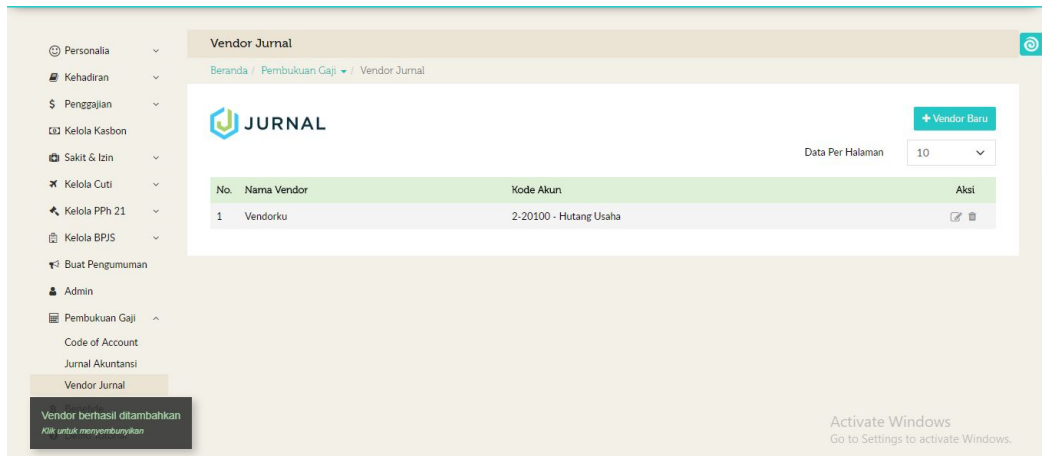 Personalia
Kehadiran
Penggajian
Kelola Kasbon
Sakit & Izin
Kelola Cuti
Kelola PPh 21
Kelola BPJS
Buat Pengumuman
Admin
Pembukuan Gaji
Code of Account
Jurnal Akuntansi
Vendor Jurnal
Vendor berhasil ditambahkan
Klik untuk menyembunyikan
Vendor Jurnal
Beranda / Pembukuan Gaji / Vendor Jurnal
JURNAL
+ Vendor Baru
Data Per Halaman 10
No. Nama Vendor Kode Akun Aksi
1 Vendorku 2-20100 - Hutang Usaha
Activate Windows
Go to Settings to activate Windows.